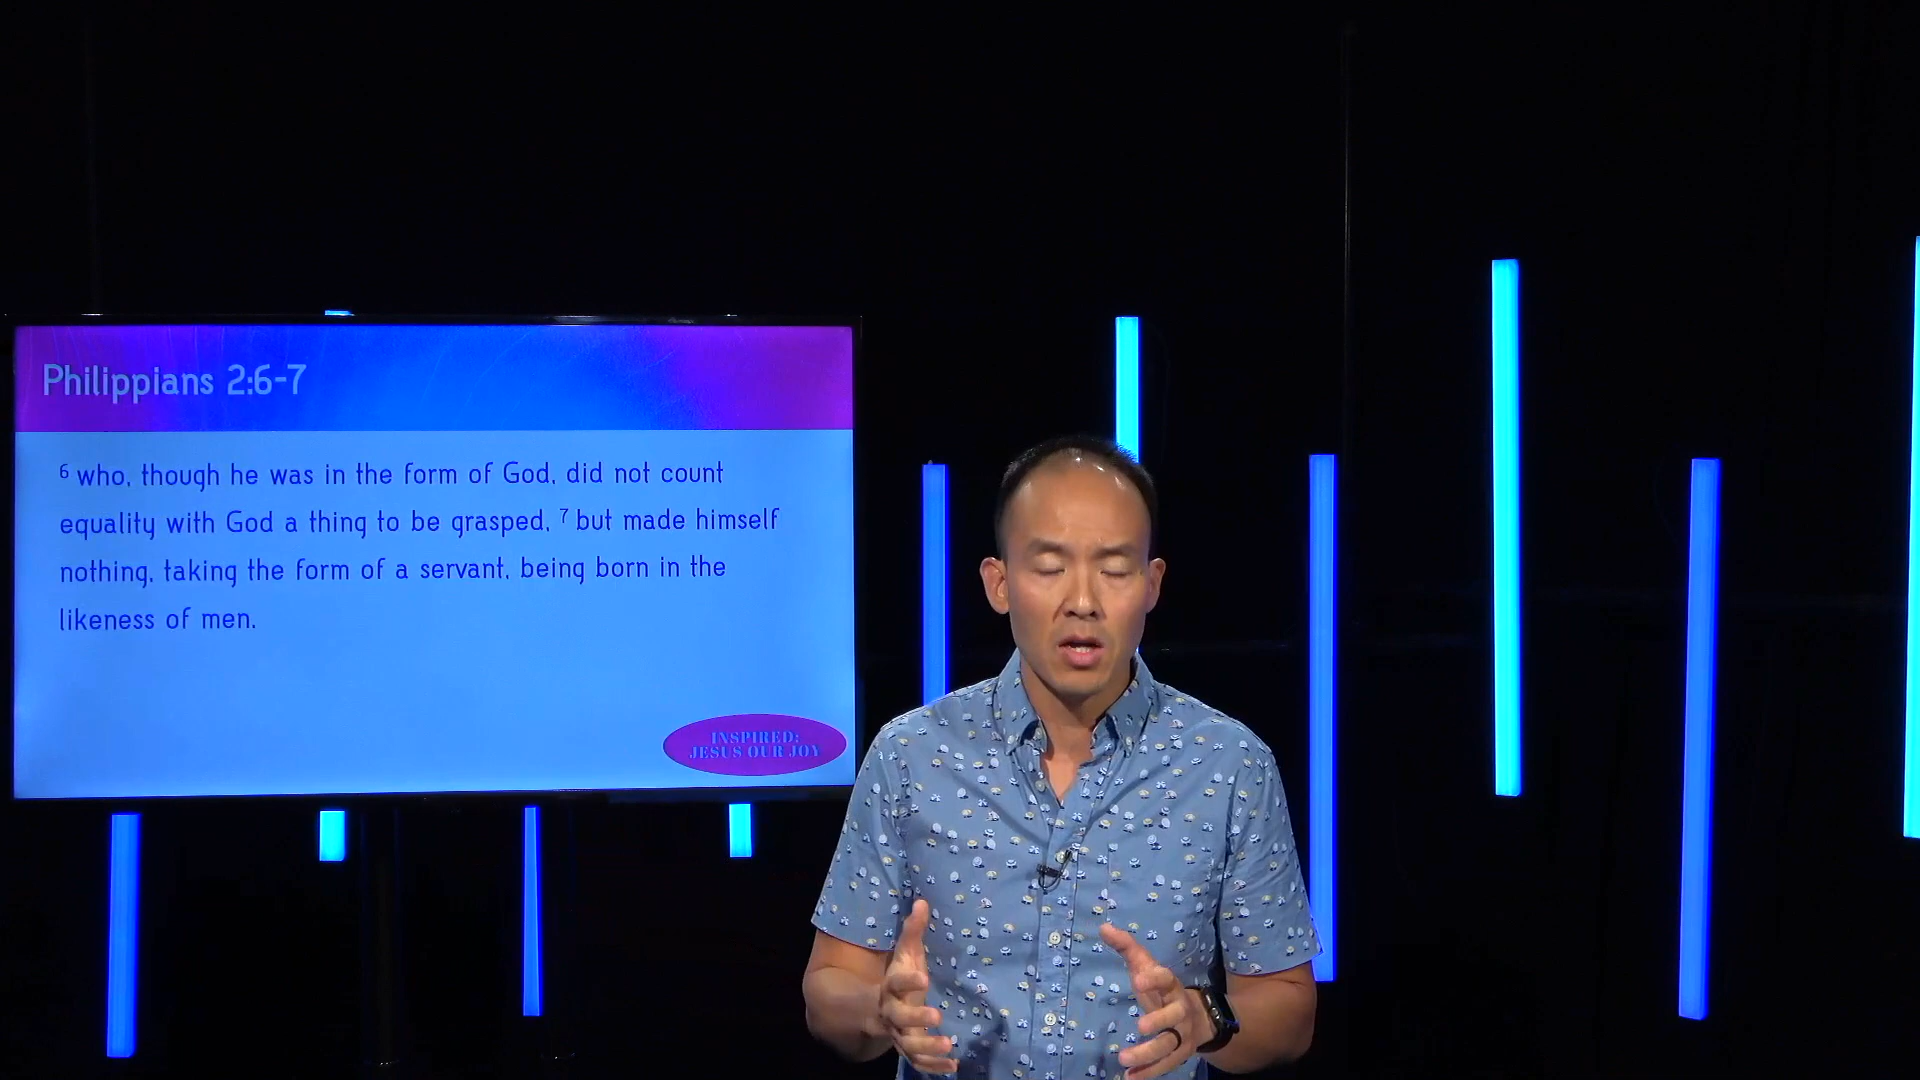 Philippians 2:6-7
6 who, though he was in the form of God, did not count
equality with God a thing to be grasped, 7 but made himself
nothing, taking the form of a servant, being born in the
likeness of men.
INSPIRED:
JESUS OUR JOY